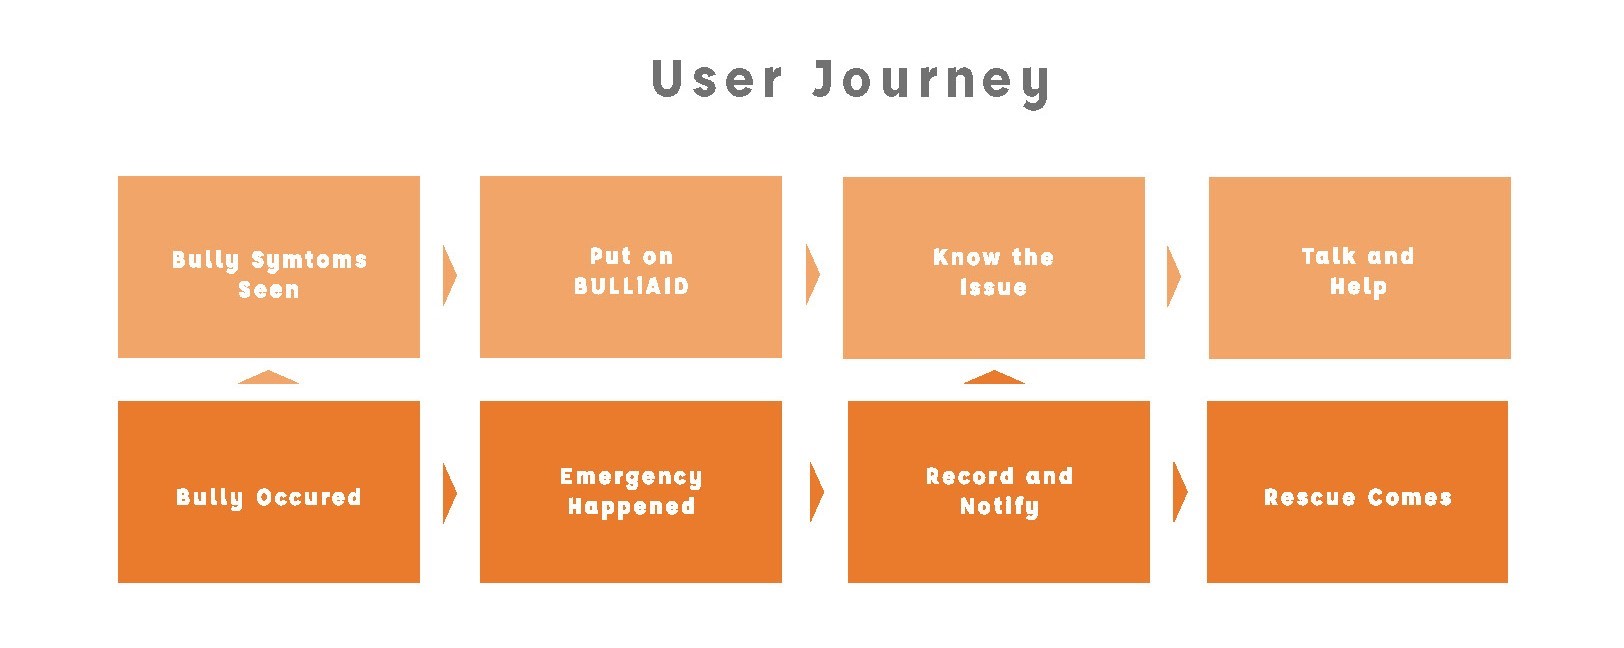 User Journey
Bully Symtoms
Seen
Put on
BULLiAID
Know the
Issue
Talk and
Help
Bully Occured
Emergency
Happened
Record and
Notify
Rescue Comes